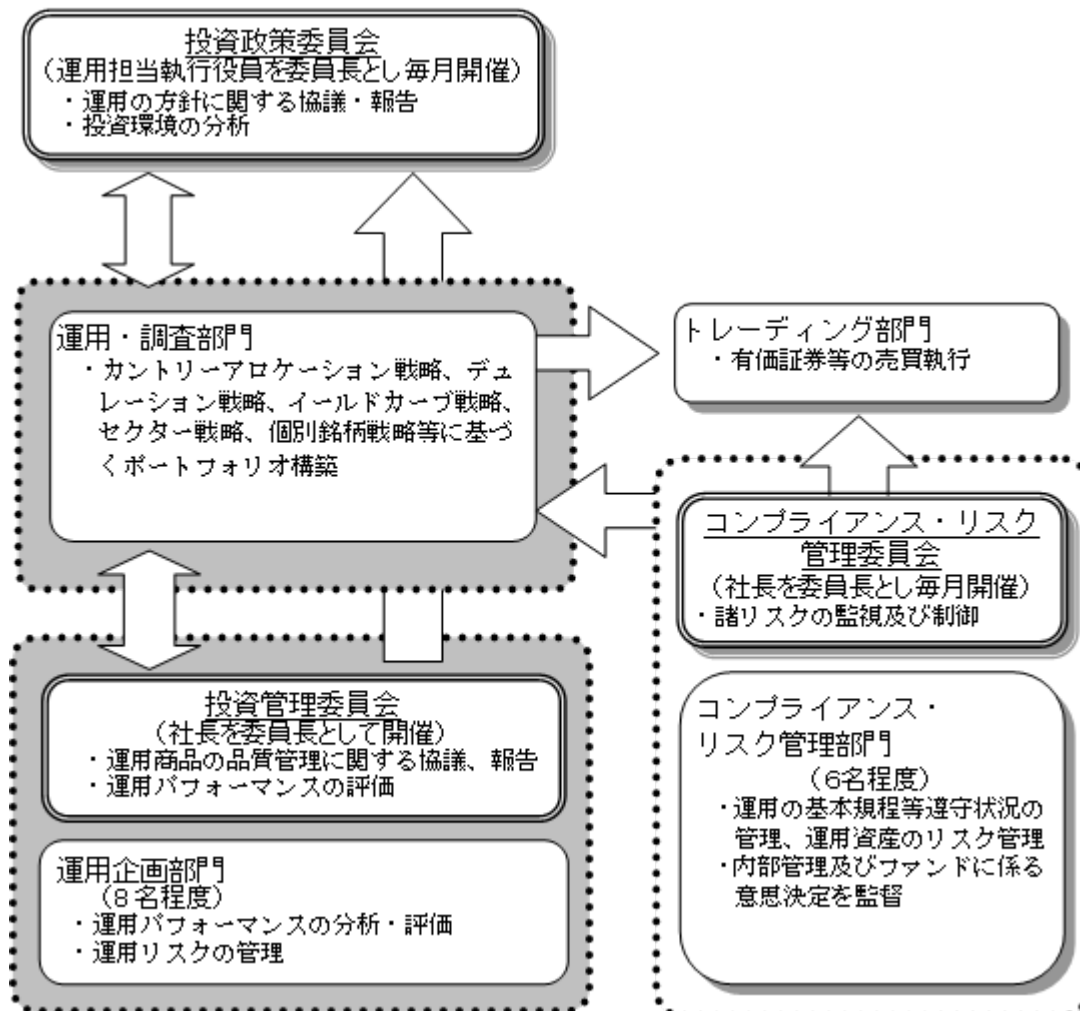 投資政策委員会
(運用担当執行役員を委員長とし毎月開催)
・運用の方針に関する協議・報告
・投資環境の分析
運用・調査部門
・カントリーアロケーション戦略、デュ
レーション戦略、イールドカーブ戦略、
セクター戦略、個別銘柄戦略等に基づ
くポートフォリオ構築
トレーディング部門
・有価証券等の売買執行
コンプライアンス・リスク
管理委員会
(社長を委員長とし毎月開催)
・諸リスクの監視及び制御
投資管理委員会
(社長を委員長として開催)
・運用商品の品質管理に関する協議、報告
・運用パフォーマンスの評価
運用企画部門
(8名程度)
・運用パフォーマンスの分析・評価
・運用リスクの管理
コンプライアンス・
リスク管理部門
(6名程度)
・運用の基本規程等遵守状況の
管理、運用資産のリスク管理
・内部管理及びファンドに係る
意思決定を監督